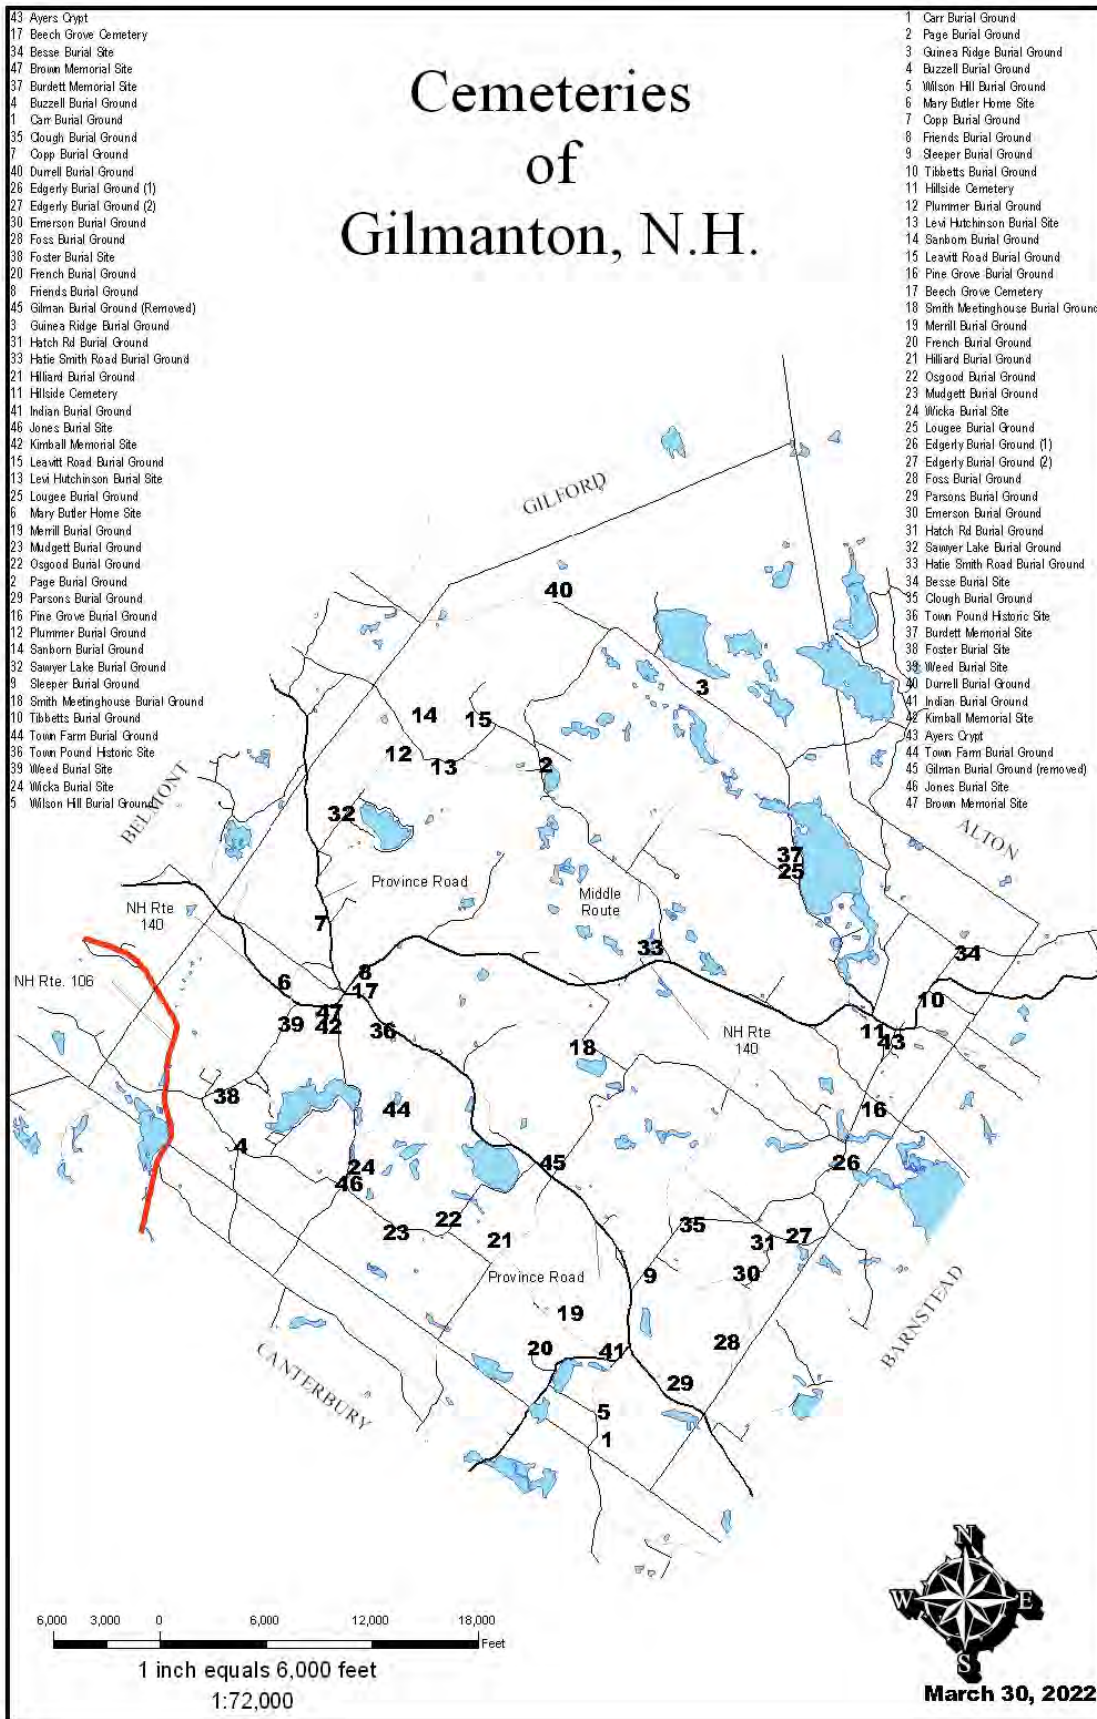 Cemeteries
of
Gilmanton, N.H.
43 Ayers Crypt
17 Beech Grove Cemetery
34 Besse Burial Site
47 Brown Memorial Site
37 Burdett Memorial Site
4 Buzzell Burial Ground
1 Carr Burial Ground
35 Clough Burial Ground
7 Copp Burial Ground
40 Durrell Burial Ground
26 Edgerly Burial Ground (1)
27 Edgerly Burial Ground (2)
30 Emerson Burial Ground
28 Foss Burial Ground
38 Foster Burial Site
20 French Burial Ground
8 Friends Burial Ground
45 Gilman Burial Ground (Removed)
3 Guinea Ridge Burial Ground
31 Hatch Rd Burial Ground
33 Hatie Smith Road Burial Ground
21 Hilliard Burial Ground
11 Hillside Cemetery
41 Indian Burial Ground
46 Jones Burial Site
42 Kimball Memorial Site
15 Leavitt Road Burial Ground
13 Levi Hutchinson Burial Site
25 Lougee Burial Ground
6 Mary Butler Home Site
19 Merrill Burial Ground
23 Mudgett Burial Ground
22 Osgood Burial Ground
2 Page Burial Ground
29 Parsons Burial Ground
16 Pine Grove Burial Ground
12 Plummer Burial Ground
14 Sanborn Burial Ground
32 Sawyer Lake Burial Ground
9 Sleeper Burial Ground
18 Smith Meetinghouse Burial Ground
10 Tibbetts Burial Ground
44 Town Farm Burial Ground
36 Town Pound Historic Site
39 Weed Burial Site
24 Wicka Burial Site
5 Wilson Hill Burial Ground
1 Carr Burial Ground
2 Page Burial Ground
3 Guinea Ridge Burial Ground
4 Buzzell Burial Ground
5 Wilson Hill Burial Ground
6 Mary Butler Home Site
7 Copp Burial Ground
8 Friends Burial Ground
9 Sleeper Burial Ground
10 Tibbetts Burial Ground
11 Hillside Cemetery
12 Plummer Burial Ground
13 Levi Hutchinson Burial Site
14 Sanborn Burial Ground
15 Leavitt Road Burial Ground
16 Pine Grove Burial Ground
17 Beech Grove Cemetery
18 Smith Meetinghouse Burial Ground
19 Merrill Burial Ground
20 French Burial Ground
21 Hilliard Burial Ground
22 Osgood Burial Ground
23 Mudgett Burial Ground
24 Wicka Burial Site
25 Lougee Burial Ground
26 Edgerly Burial Ground (1)
27 Edgerly Burial Ground (2)
28 Foss Burial Ground
29 Parsons Burial Ground
30 Emerson Burial Ground
31 Hatch Rd Burial Ground
32 Sawyer Lake Burial Ground
33 Hatie Smith Road Burial Ground
34 Besse Burial Site
35 Clough Burial Ground
36 Town Pound Historic Site
37 Burdett Memorial Site
38 Foster Burial Site
39 Weed Burial Site
40 Durrell Burial Ground
41 Indian Burial Ground
42 Kimball Memorial Site
43 Ayers Crypt
44 Town Farm Burial Ground
45 Gilman Burial Ground (removed)
46 Jones Burial Site
47 Brown Memorial Site
GILFORD
40
3
14
15
12
13
2
BELMONT
32
ALTON
37
25
Province Road
Middle
Route
NH Rte
140
7
33
34
NH Rte. 106
8
6
17
10
47
39
42
36
11
43
NH Rte
140
18
38
44
16
4
24
45
26
46
22
23
21
35
31
27
Province Road
9
30
BARNSTEAD
19
20
41
28
CANTERBURY
29
5
1
N
W
E
S
6,000 3,000 0 6,000 12,000 18,000
Feet
1 inch equals 6,000 feet
1:72,000
March 30, 2022